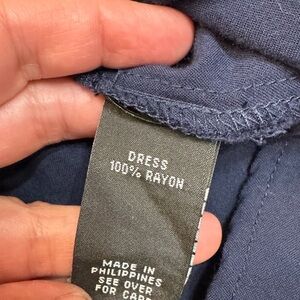 DRESS
100% RAYON
MADE IN
PHILIPPINES
SEE OVER
FOR CARE